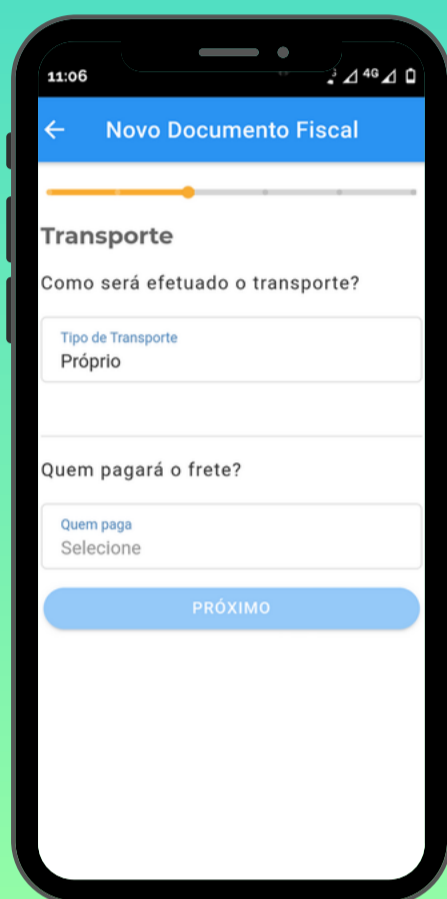 11:06
4G
Novo Documento Fiscal
Transporte
Como será efetuado o transporte?
Tipo de Transporte
Próprio
Quem pagará o frete?
Quem paga
Selecione
PRÓXIMO